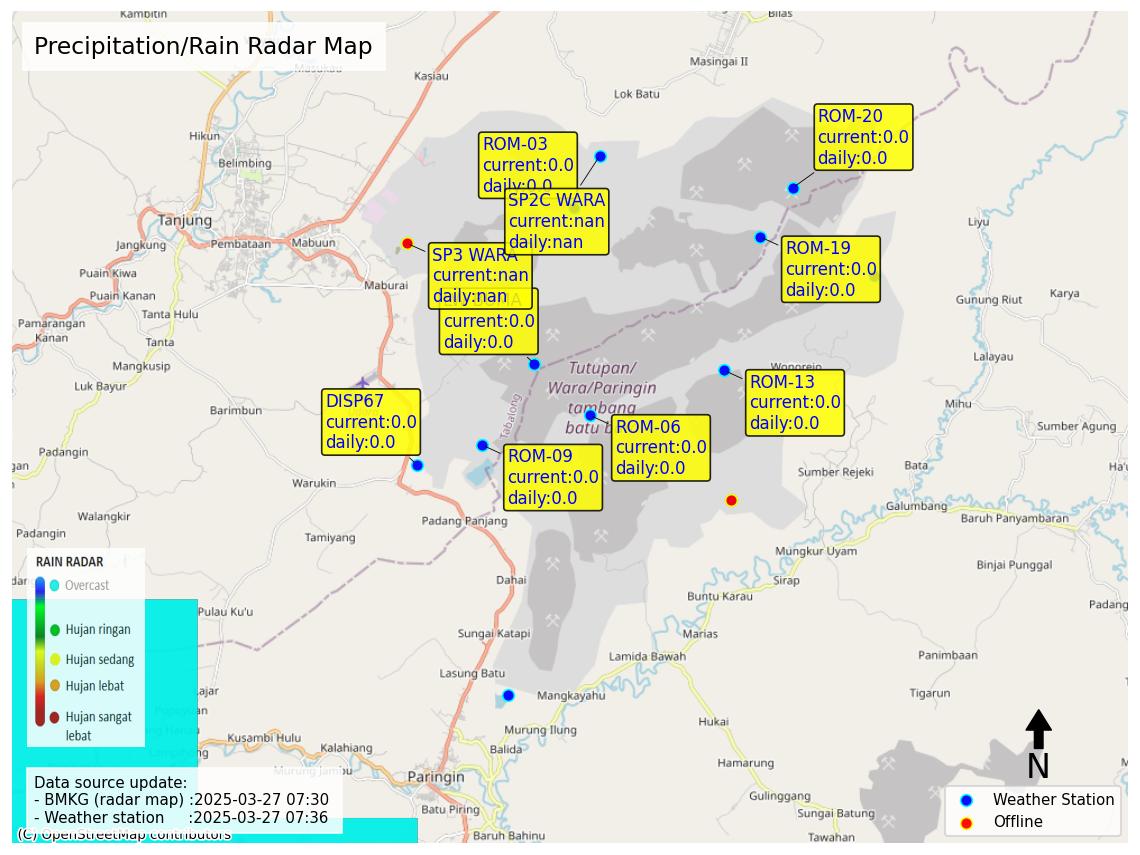 Precipitation/Rain Radar Map
Kambitin
Bilas
Masukau
Kasiau
Masingai II
Lok Batu
Hikun
Belimbing
Tanjung
Jangkung
Pembataan
Mabuun
Puain Kiwa
Puain Kanan
Maburai
Pamarangan
Kanan
Tanta Hulu
Tanta
Mangkusip
Luk Bayur
Barimbun
Padangin
Warukin
Walangkir
Padangin
Tamiyang
Padang Panjang
Dahai
Pulau Ku'u
Sungai Katapi
Lasung Batu
Mangkayahu
Murung Ilung
Balida
Kusambi Hulu
Kalahiang
Murung Jambu
Paringin
Batu Piring
Baruh Bahinu
Liyu
Gunung Riut
Karya
Lalayau
Mihu
Sumber Agung
Wonorejo
Bata
Sumber Rejeki
Galumbang
Baruh Panyambaran
Mungkur Uyam
Binjai Punggal
Sirap
Buntu Karau
Padang
Marias
Lamida Bawah
Panimbaan
Tigarun
Hukai
Hamarung
Gulinggang
Sungai Batung
Tawahan
Tabalong
Tutupan/
Wara/Paringin
tambang
batu b
ROM-03
current:0.0
daily:0.0
SP2C WARA
current:nan
daily:nan
SP3 WARA
current:nan
daily:nan
current:0.0
daily:0.0
ROM-20
current:0.0
daily:0.0
ROM-19
current:0.0
daily:0.0
ROM-13
current:0.0
daily:0.0
ROM-06
current:0.0
daily:0.0
ROM-09
current:0.0
daily:0.0
DISP67
current:0.0
daily:0.0
RAIN RADAR
Overcast
Hujan ringan
Hujan sedang
Hujan lebat
Hujan sangat
lebat
Data source update:
- BMKG (radar map) :2025-03-27 07:30
- Weather station :2025-03-27 07:36
(C) OpenStreetMap contributors
N
Weather Station
Offline